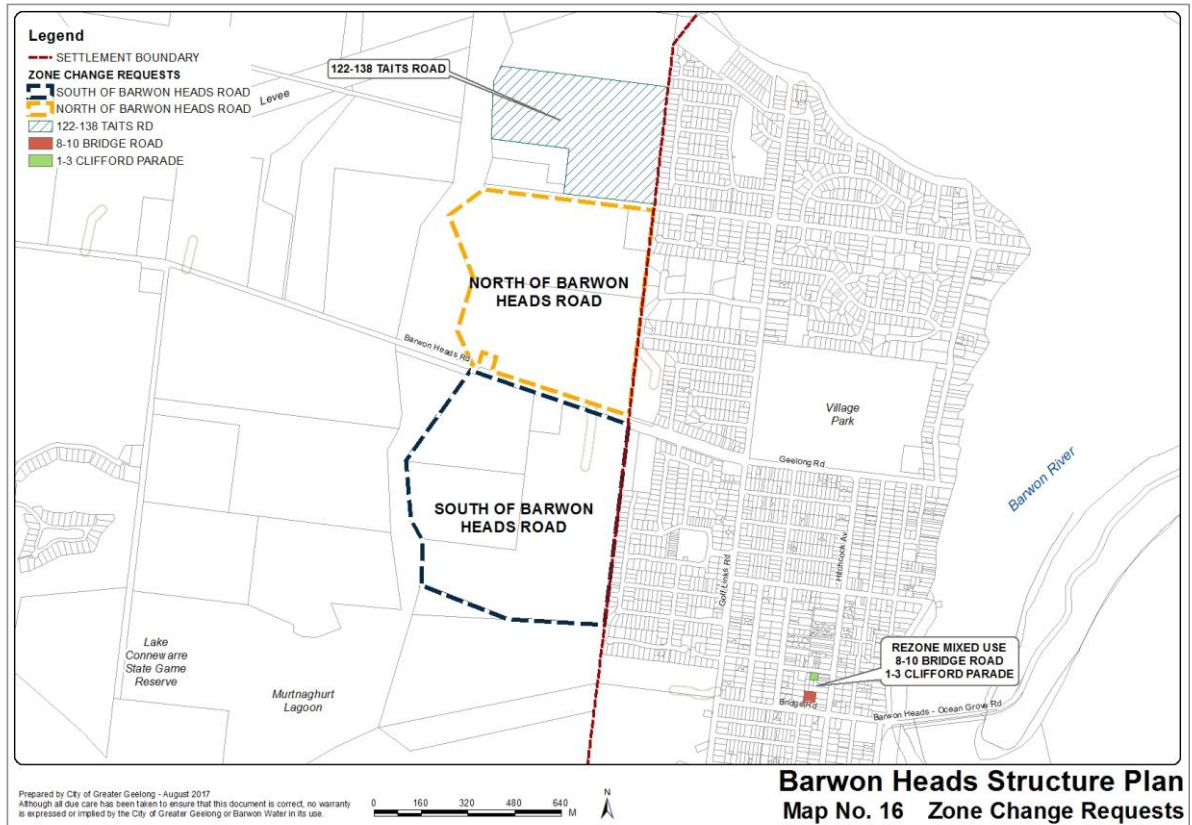 Legend
SETTLEMENT BOUNDARY
ZONE CHANGE REQUESTS
SOUTH OF BARWON HEADS ROAD
NORTH OF BARWON HEADS ROAD
122-138 TAITS RD
8-10 BRIDGE ROAD
1-3 CLIFFORD PARADE
Levee
122-138 TAITS ROAD
NORTH OF BARWON
HEADS ROAD
Barwon Heads Rd
Village
Park
Geelong Rd
Barwon River
SOUTH OF BARWON
HEADS ROAD
Golf Links Rd
Hitchcock Av
REZONE MIXED USE
8-10 BRIDGE ROAD
1-3 CLIFFORD PARADE
Lake
Connewarre
State Game
Reserve
Murtnaghurt
Lagoon
Bridge Rd
Barwon Heads - Ocean Grove Rd
Prepared by City of Greater Geelong - August 2017
Although all due care has been taken to ensure that this document is correct, no warranty
is expressed or implied by the City of Greater Geelong or Barwon Water in its use.
0 160 320 480 640
M
N
Barwon Heads Structure Plan
Map No. 16 Zone Change Requests